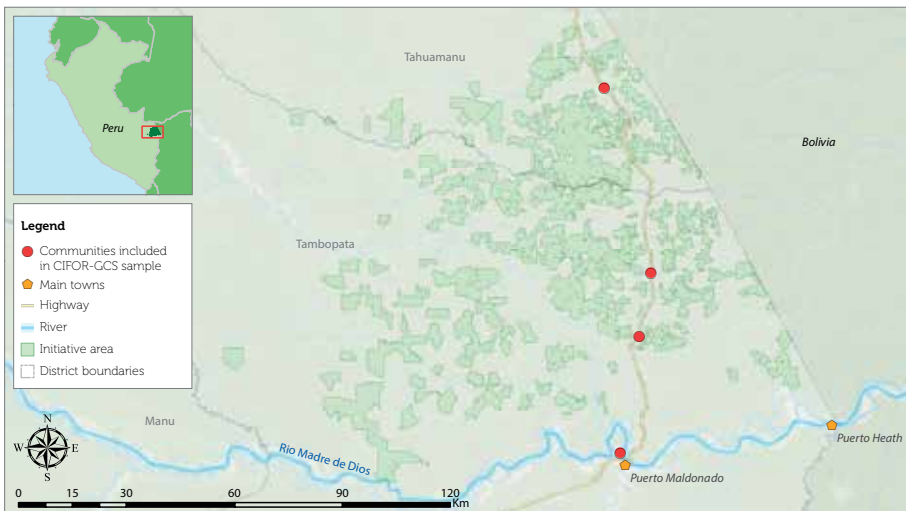 Peru
Tahuamanu
Bolivia
Tambopata
Manu
Rio Madre de Dios
Puerto Heath
Puerto Maldonado
Legend
Communities included
in CIFOR-GCS sample
Main towns
Highway
River
Initiative area
District boundaries
N
W E
S
0 15 30 60 90 120
Km